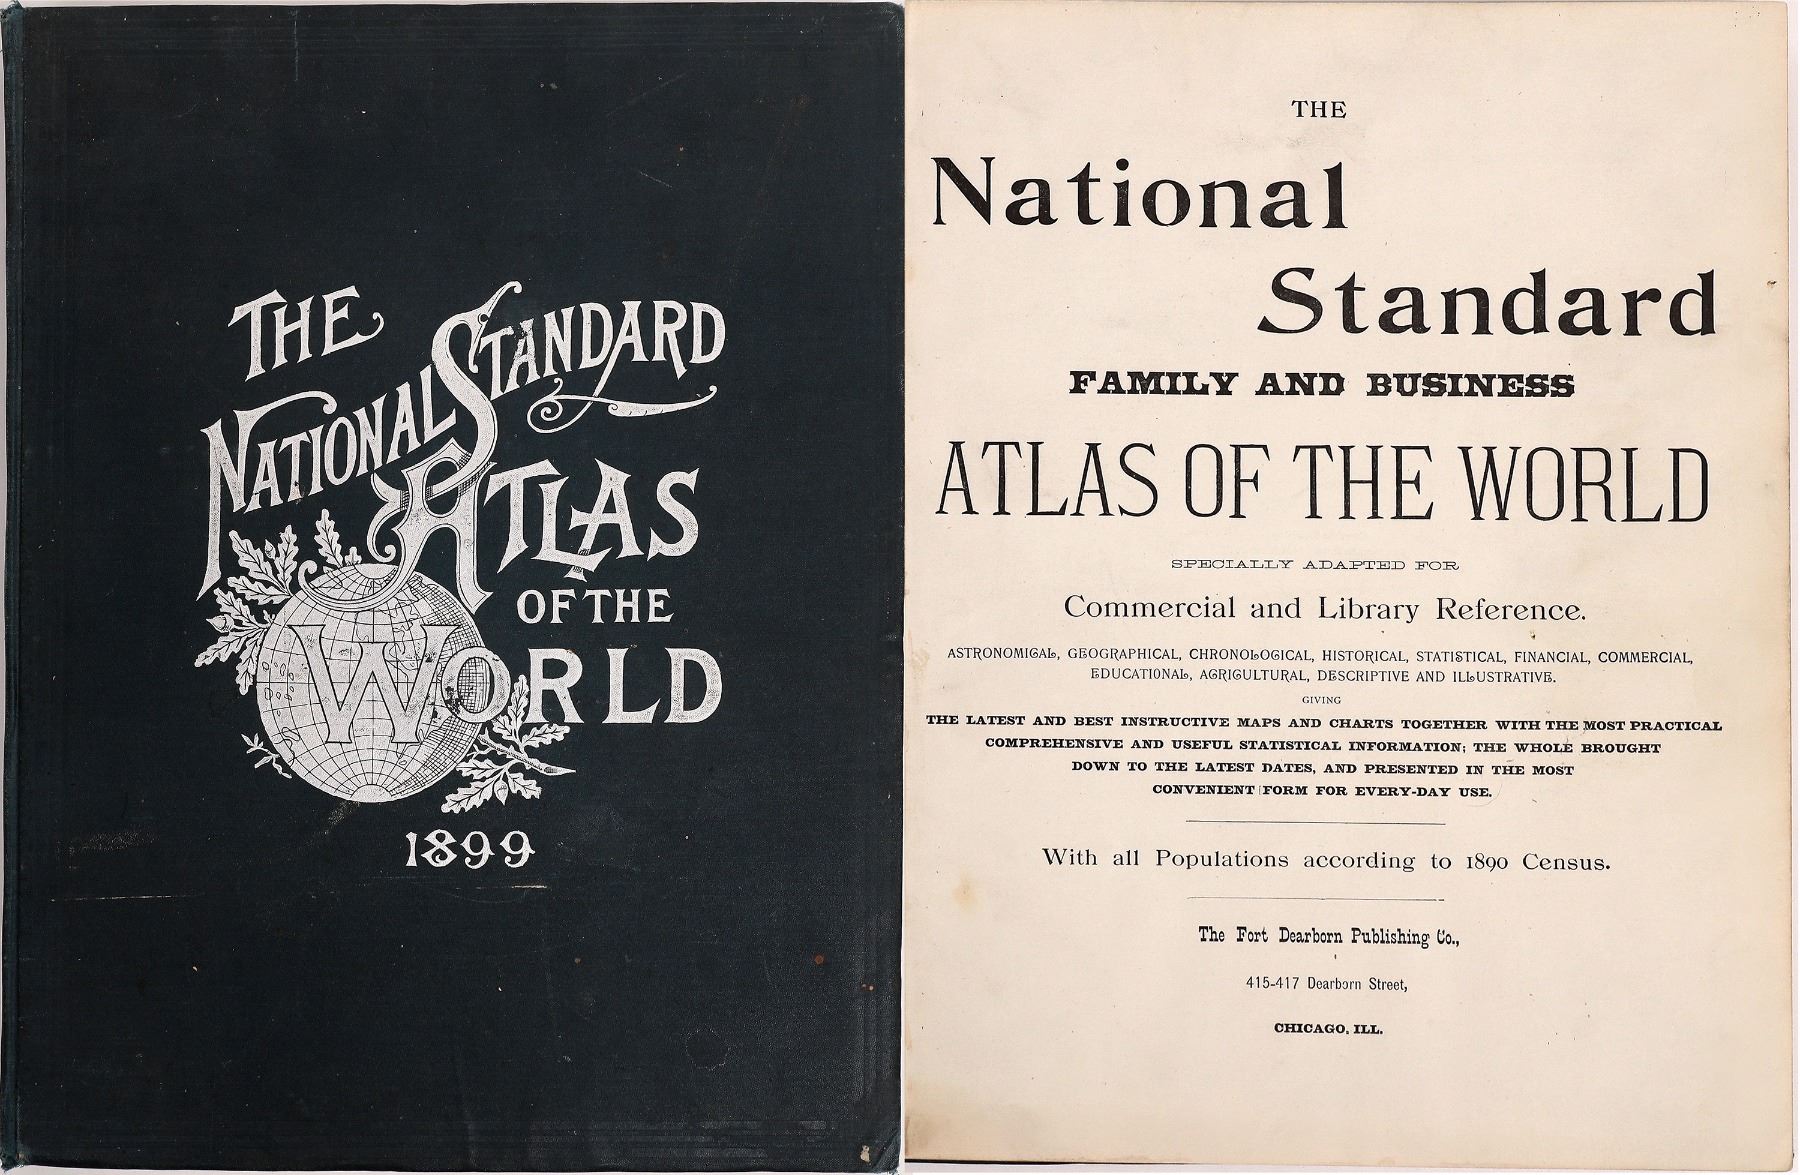 THE
NATIONAL STANDARD
ATLAS
OF THE
WORLD
1899
THE
National
Standard
FAMILY AND BUSINESS
ATLAS OF THE WORLD
SPECIALLY ADAPTED FOR
Commercial and Library Reference.
ASTRONOMICAL, GEOGRAPHICAL, CHRONOLOGICAL, HISTORICAL, STATISTICAL, FINANCIAL, COMMERCIAL,
EDUCATIONAL, AGRICULTURAL, DESCRIPTIVE AND ILLUSTRATIVE.
GIVING
THE LATEST AND BEST INSTRUCTIVE MAPS AND CHARTS TOGETHER WITH THE MOST PRACTICAL
COMPREHENSIVE AND USEFUL STATISTICAL INFORMATION; THE WHOLE BROUGHT
DOWN TO THE LATEST DATES, AND PRESENTED IN THE MOST
CONVENIENT FORM FOR EVERY-DAY USE.
With all Populations according to 1890 Census.
The Fort Dearborn Publishing Co.,
415-417 Dearborn Street,
CHICAGO, ILL.